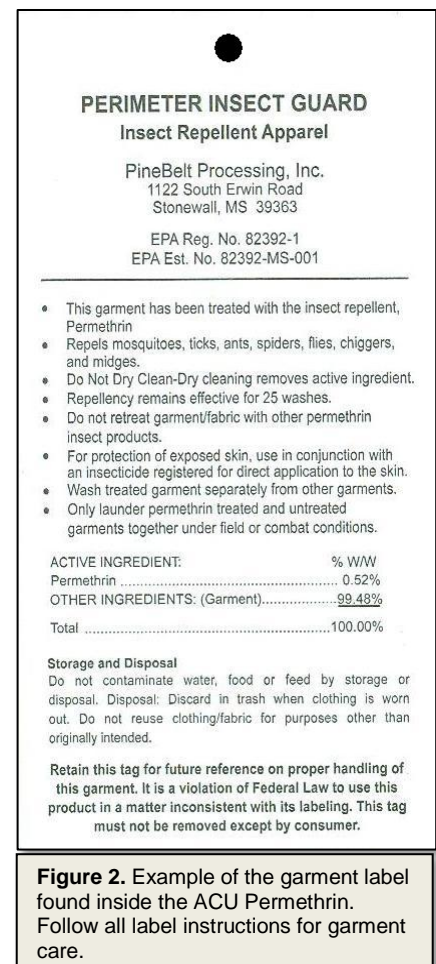 PERIMETER INSECT GUARD
Insect Repellent Apparel
PineBelt Processing, Inc.
1122 South Erwin Road
Stonewall, MS 39363
EPA Reg. No. 82392-1
EPA Est. No. 82392-MS-001
• This garment has been treated with the insect repellent,
Permethrin
• Repels mosquitoes, ticks, ants, spiders, flies, chiggers,
and midges.
• Do Not Dry Clean-Dry cleaning removes active ingredient.
• Repellency remains effective for 25 washes.
• Do not retreat garment/fabric with other permethrin
insect products.
• For protection of exposed skin, use in conjunction with
an insecticide registered for direct application to the skin.
• Wash treated garment separately from other garments.
• Only launder permethrin treated and untreated
garments together under field or combat conditions.
ACTIVE INGREDIENT: % W/W
Permethrin ........................................................ 0.52%
OTHER INGREDIENTS: (Garment)..................99.48%
Total ........................................................100.00%
Storage and Disposal
Do not contaminate water, food or feed by storage or
disposal. Disposal: Discard in trash when clothing is worn
out. Do not reuse clothing/fabric for purposes other than
originally intended.
Retain this tag for future reference on proper handling of
this garment. It is a violation of Federal Law to use this
product in a matter inconsistent with its labeling. This tag
must not be removed except by consumer.
Figure 2. Example of the garment label
found inside the ACU Permethrin.
Follow all label instructions for garment
care.